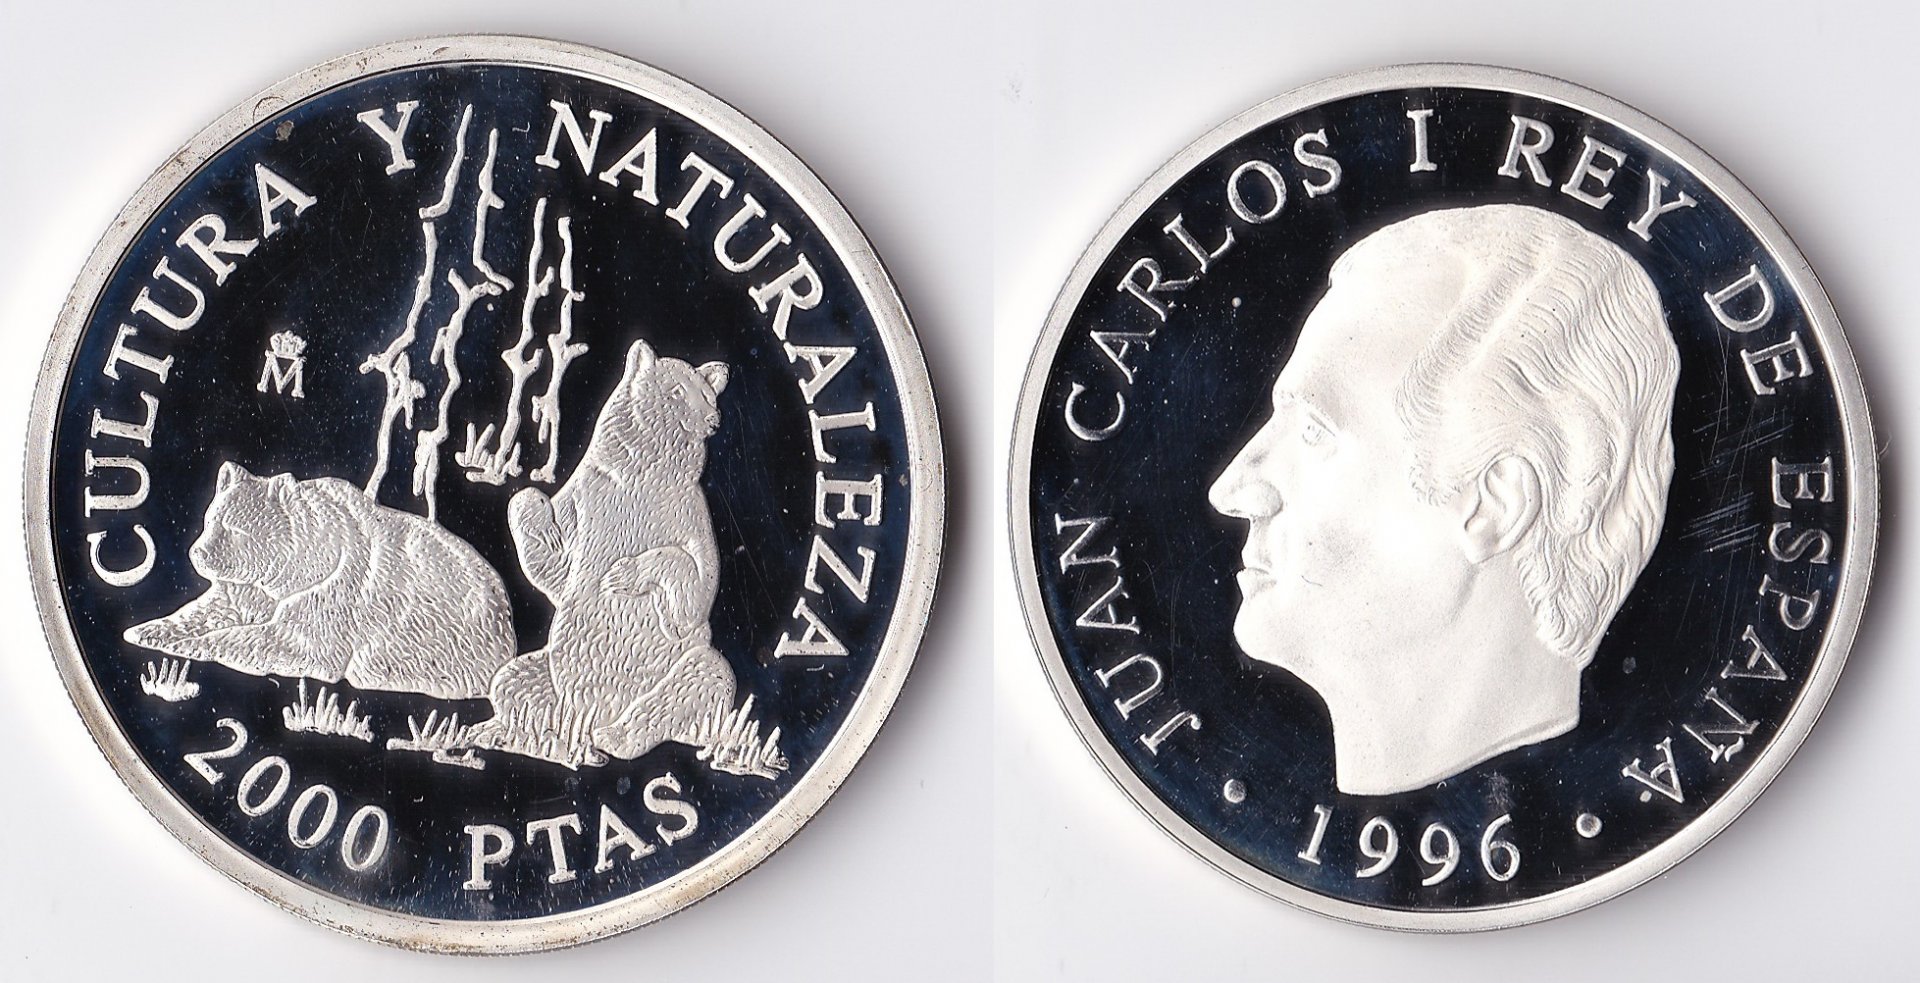 CULTURA Y NATURALEZA
M
2000 PTAS
JUAN CARLOS I REY DE ESPAÑA
· 1996 ·